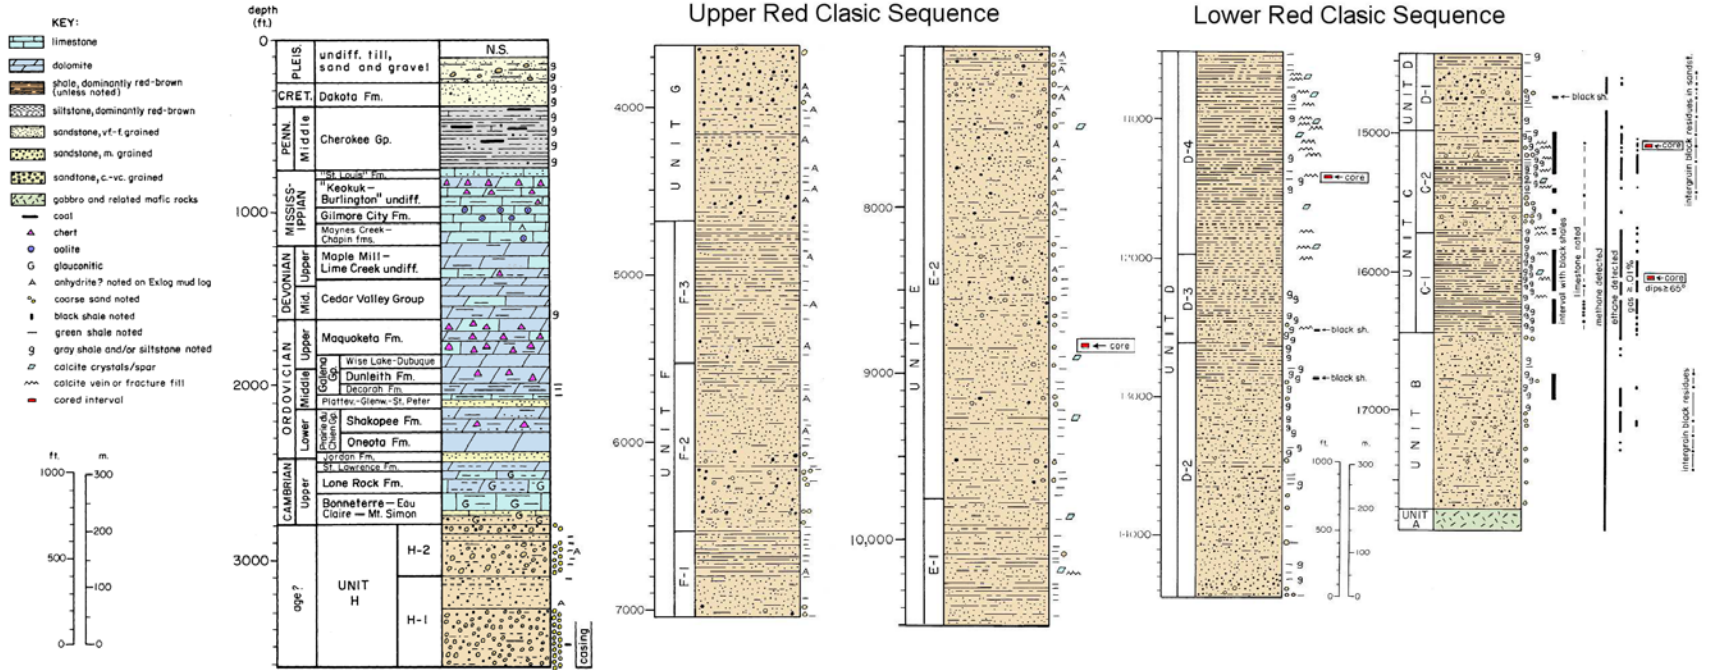 Upper Red Clasic Sequence
Lower Red Clasic Sequence
KEY:
limestone
dolomite
shale, dominantly red-brown
(unless noted)
siltstone, dominantly red-brown
sandstone, vf.-f. grained
sandstone, m. grained
sandtone, c.-vc. grained
gabbro and related mafic rocks
coal
chert
oolite
G glauconitic
A anhydrite? noted on Exlog mud log
coarse sand noted
black shale noted
green shale noted
g gray shale and/or siltstone noted
calcite crystals/spar
calcite vein or fracture fill
cored interval
ft. m.
1000 300
200
500
100
0 0
depth
(ft.)
0
1000
2000
3000
PLEIS.
undiff. till,
sand and gravel
N.S.
CRET.
Dakota Fm.
PENN.
Middle
Cherokee Gp.
MISSISS-
IPPIAN
"St. Louis" Fm.
"Keokuk-
Burlington" undiff.
Gilmore City Fm.
Maynes Creek-
Chapin fms.
DEVONIAN
Upper
Maple Mill-
Lime Creek undiff.
Mid.
Cedar Valley Group
ORDOVICIAN
Upper
Maquoketa Fm.
Middle
Galena
Gp.
Wise Lake-Dubuque
Dunleith Fm.
Decorah Fm.
Plattev.-Glenw.-St. Peter
Lower
Prairie du
Chien Gp.
Shakopee Fm.
Oneota Fm.
CAMBRIAN
Upper
Jordan Fm.
St. Lawrence Fm.
Lone Rock Fm.
Bonneterre-Eau
Claire-Mt. Simon
age?
UNIT
H
H-2
H-1
casing
4000
5000
6000
7000
UNIT G
UNIT F
F-3
F-2
F-1
8000
9000
10,000
UNIT E
E-2
E-1
core
11000
12000
13000
14000
UNIT D
D-4
D-3
D-2
core
black sh.
black sh.
ft. m.
1000 300
200
500
100
0 0
15000
16000
17000
UNIT D
D-1
UNIT C
C-2
C-1
UNIT B
UNIT
A
black sh.
interval with black shales
limestone noted
methane detected
ethane detected
gas ≥ .01%
core
core
dips≥65°
intergrain black residues in sandst.
intergrain black residues